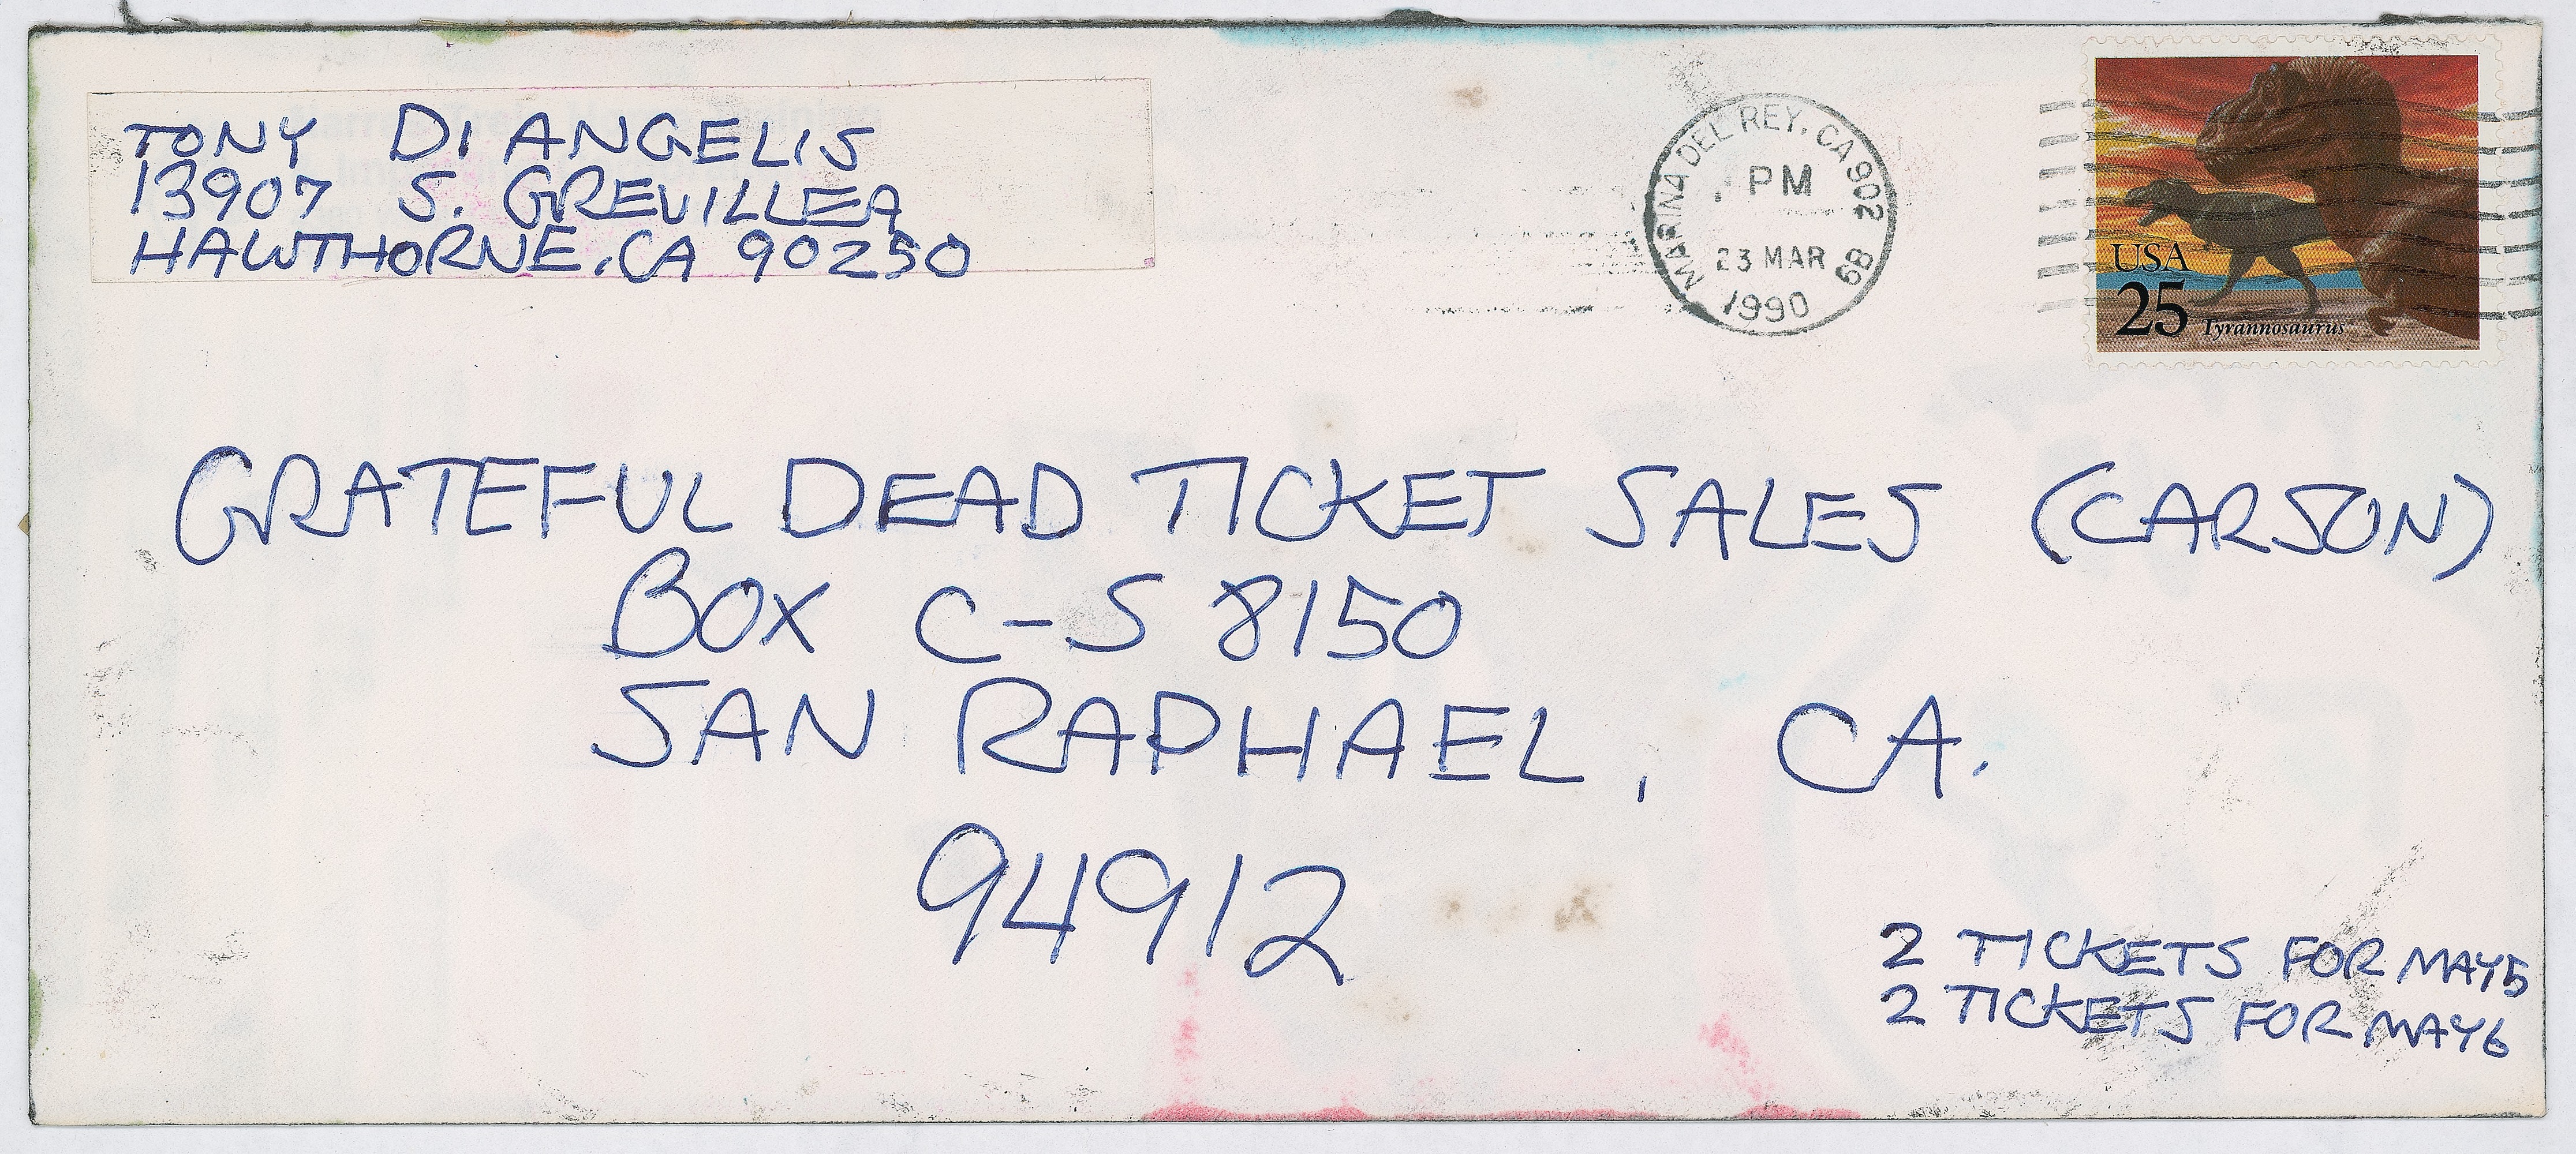 TONY DI ANGELIS
13907 S. GREVILLEA
HAWTHORNE, CA 90250
MARINA DEL REY, CA 902
PM
23 MAR
1990
89
USA
25 Tyrannosaurus
GRATEFUL DEAD TICKET SALES (CARSON)
BOX C-S 8150
SAN RAPHAEL, CA.
94912
2 TICKETS FOR MAY 5
2 TICKETS FOR MAY 6